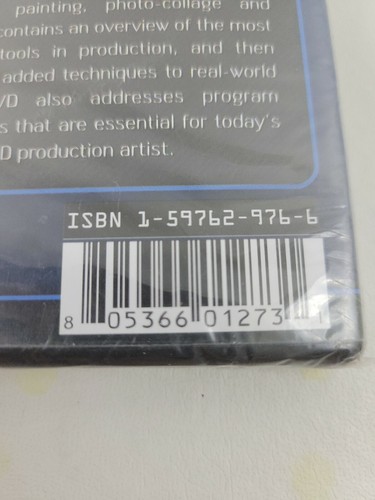 painting, photo-collage and
contains an overview of the most
tools in production, and then
added techniques to real-world
VD also addresses program
s that are essential for today's
D production artist.
ISBN 1-59762-976-6
8 05366 01273 1